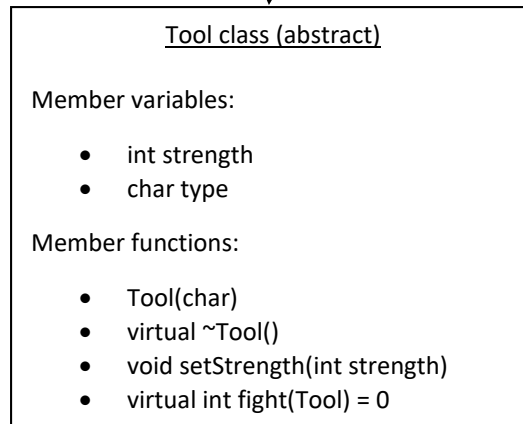 Tool class (abstract)
Member variables:
• int strength
• char type
Member functions:
• Tool(char)
• virtual ~Tool()
• void setStrength(int strength)
• virtual int fight(Tool) = 0